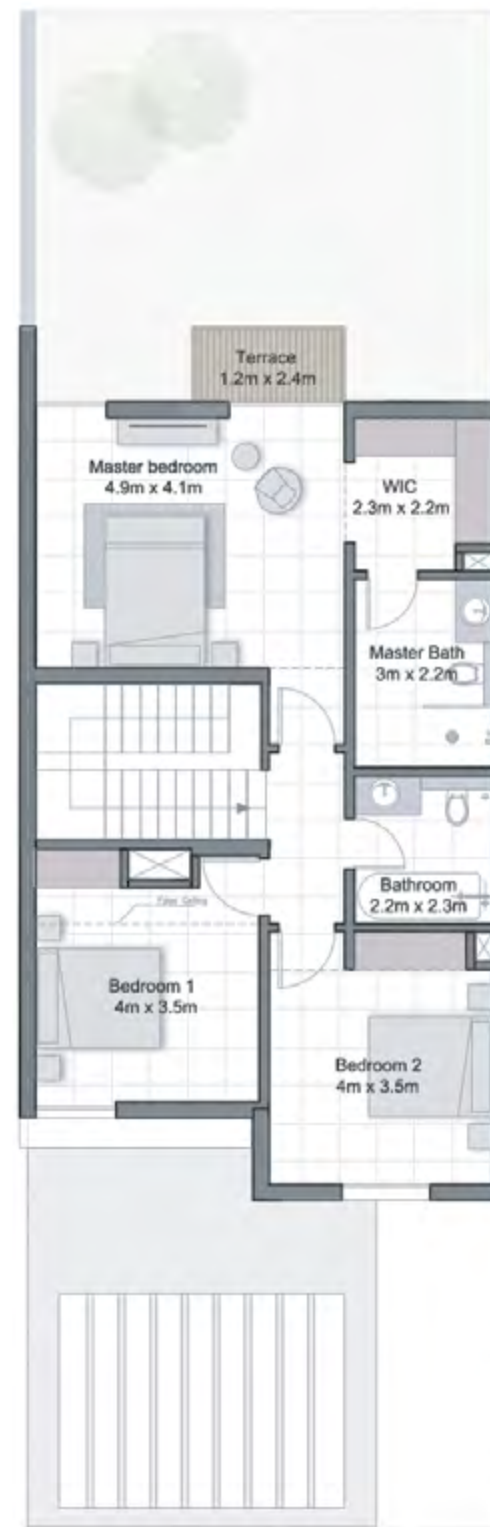 Terrace
1.2m x 2.4m
Master bedroom
4.9m x 4.1m
WIC
2.3m x 2.2m
Master Bath
3m x 2.2m
Bathroom
2.2m x 2.3m
Bedroom 1
4m x 3.5m
Bedroom 2
4m x 3.5m